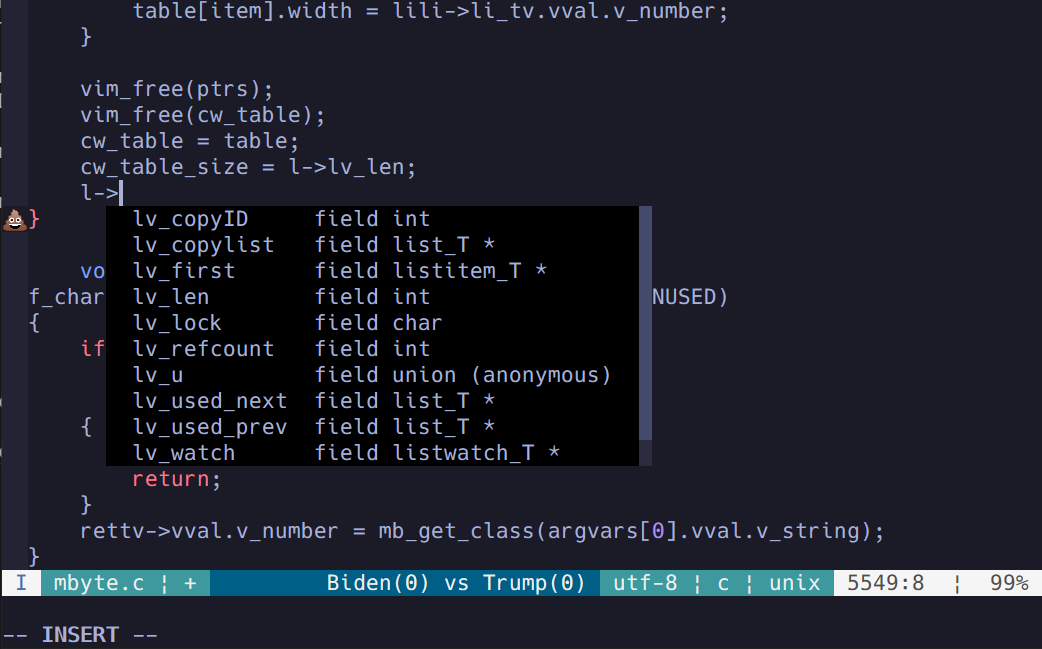 table[item].width = lili->li_tv.vval.v_number;
}
vim_free(ptrs);
vim_free(cw_table);
cw_table = table;
cw_table_size = l->lv_len;
l->
}
lv_copyID field int
lv_copylist field list_T *
vo lv_first field listitem_T *
f_char lv_len field int NUSED)
{ lv_lock field char
if lv_refcount field int
lv_u field union (anonymous)
lv_used_next field list_T *
{ lv_used_prev field list_T *
lv_watch field listwatch_T *
return;
}
rettv->vval.v_number = mb_get_class(argvars[0].vval.v_string);
}
I mbyte.c ¦ + Biden(0) vs Trump(0) utf-8 ¦ c ¦ unix 5549:8 ¦ 99%
-- INSERT --